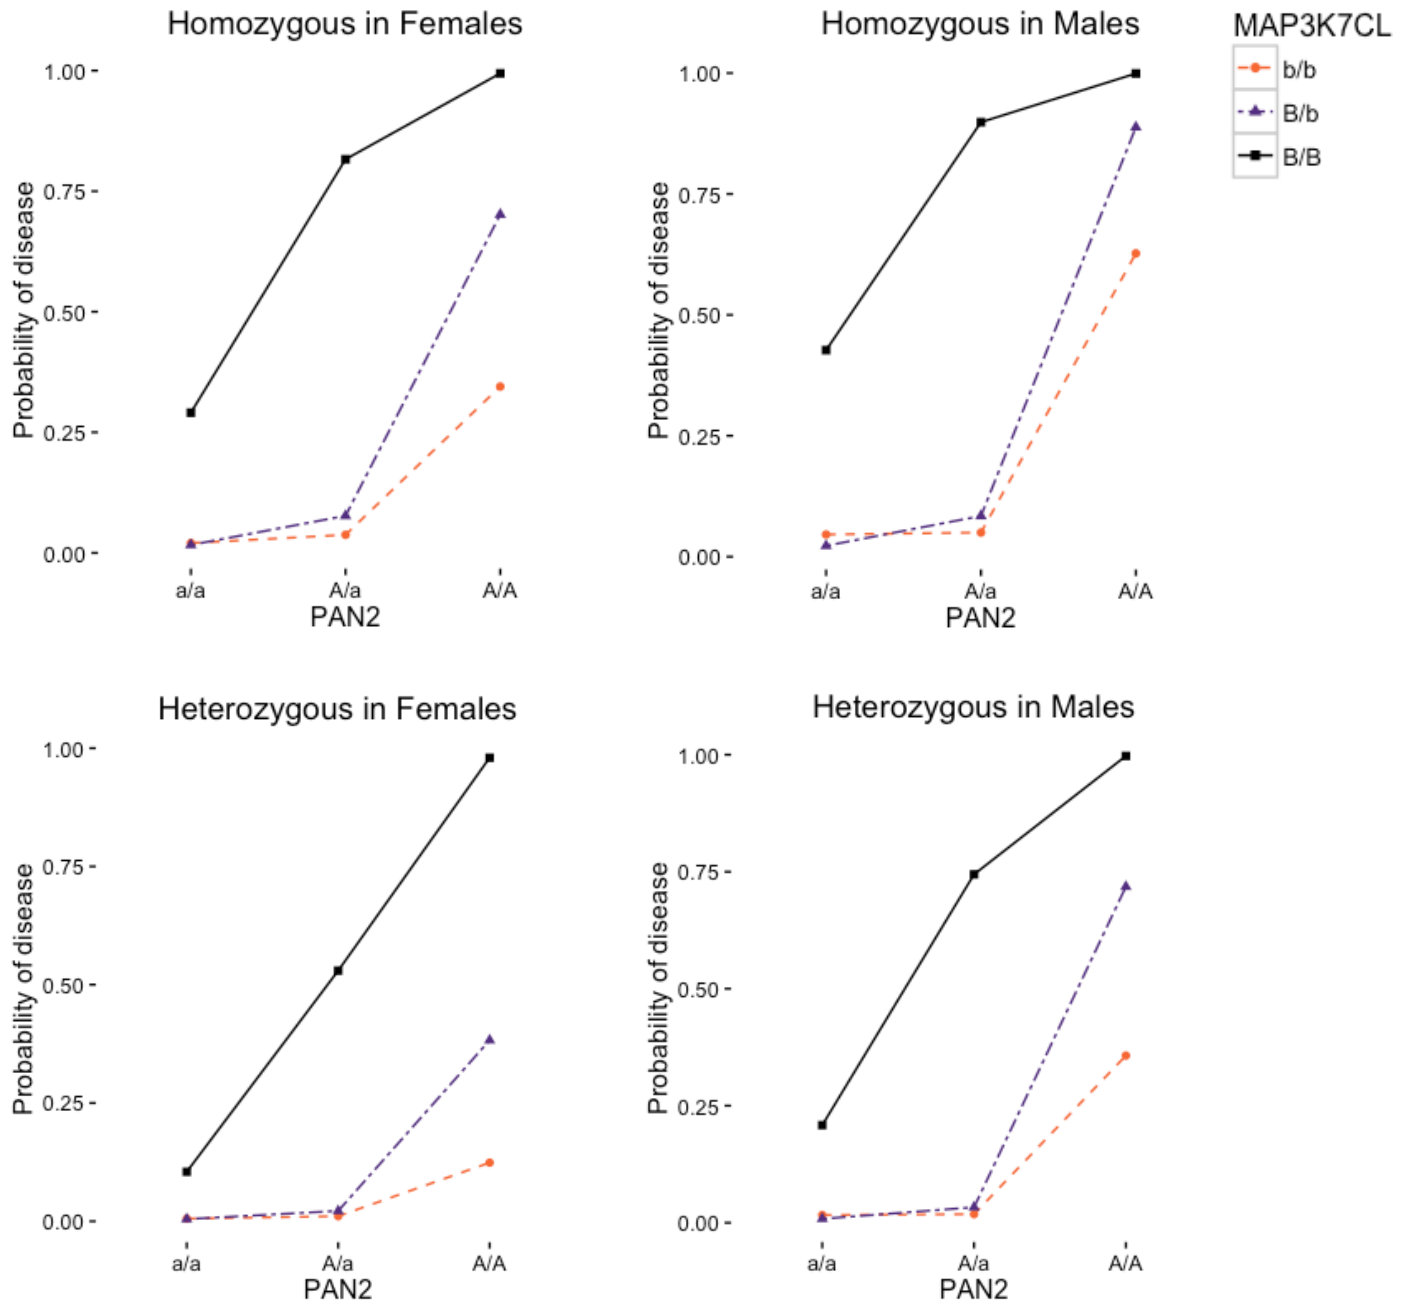 Homozygous in Females
1.00
0.75
0.50
0.25
0.00
Probability of disease
a/a
A/a
A/A
PAN2
Homozygous in Males
1.00
0.75
0.50
0.25
0.00
Probability of disease
a/a
A/a
A/A
PAN2
MAP3K7CL
b/b
B/b
B/B
Heterozygous in Females
1.00
0.75
0.50
0.25
0.00
Probability of disease
a/a
A/a
A/A
PAN2
Heterozygous in Males
1.00
0.75
0.50
0.25
0.00
Probability of disease
a/a
A/a
A/A
PAN2